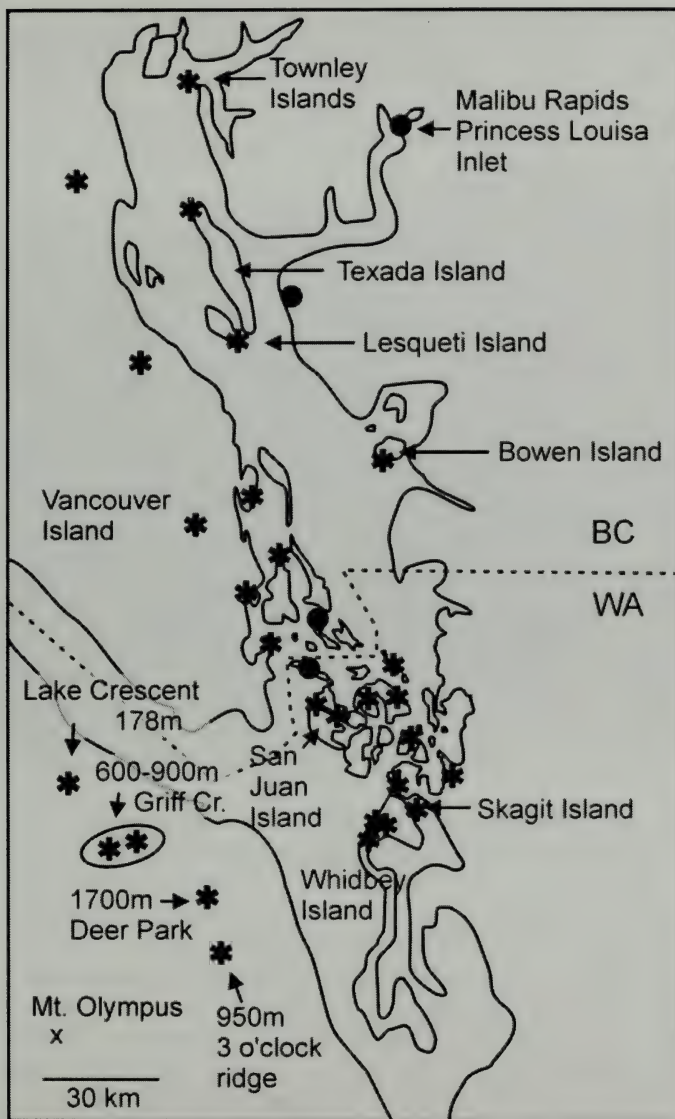 Townley
Islands
Malibu Rapids
Princess Louisa
Inlet
Texada Island
Lesqueti Island
Bowen Island
Vancouver
Island
BC
WA
Lake Crescent
178m
600-900m
Griff Cr.
San
Juan
Island
Skagit Island
Whidbey
Island
1700m
Deer Park
Mt. Olympus
x
950m
3 o'clock
ridge
30 km